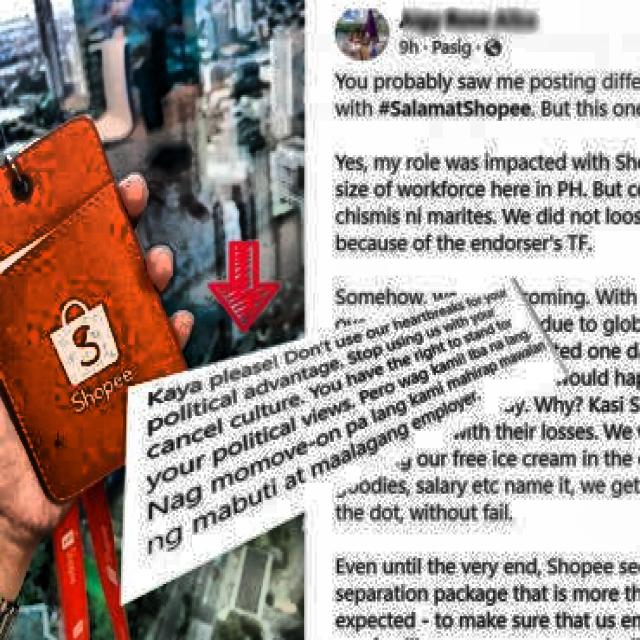 S
Shopee
9h · Pasig ·
You probably saw me posting diffe
with #SalamatShopee. But this one
Yes, my role was impacted with Sho
size of workforce here in PH. But c
chismis ni marites. We did not loos
because of the endorser's TF.
Somehow. coming. With
due to glob
ed one da
ould hap
ay. Why? Kasi S
with their losses. We
g our free ice cream in the
goodies, salary etc name it, we get
the dot, without fail.
Even until the very end, Shopee se
separation package that is more th
expected - to make sure that us em
Kaya please! Don't use our heartbreaks for your
political advantage. Stop using us with your
cancel culture. You have the right to stand for
your political views. Pero wag kamii iba na lang.
Nag momove-on pa lang kami mahirap mawalan
ng mabuti at maalagang employer.